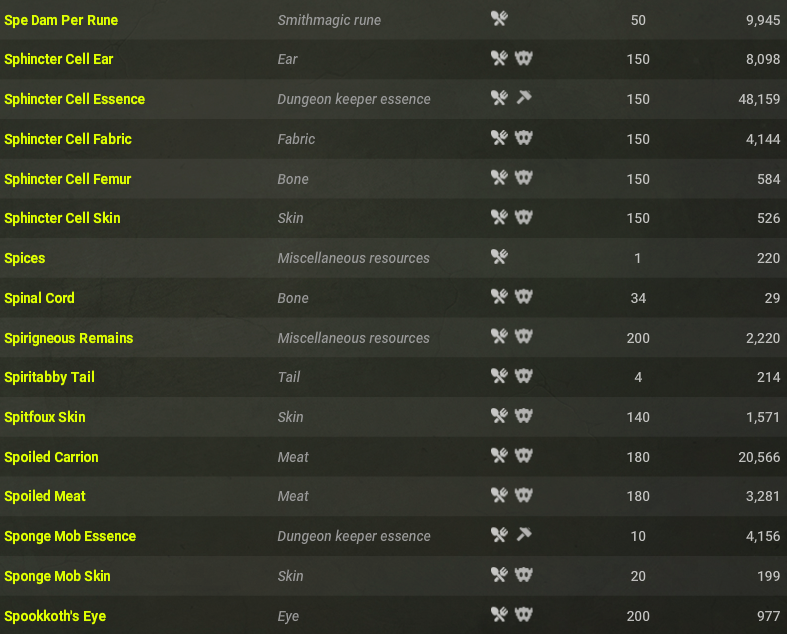 Spe Dam Per Rune Smithmagic rune 50 9,945
Sphincter Cell Ear Ear 150 8,098
Sphincter Cell Essence Dungeon keeper essence 150 48,159
Sphincter Cell Fabric Fabric 150 4,144
Sphincter Cell Femur Bone 150 584
Sphincter Cell Skin Skin 150 526
Spices Miscellaneous resources 1 220
Spinal Cord Bone 34 29
Spirigneous Remains Miscellaneous resources 200 2,220
Spiritabby Tail Tail 4 214
Spitfoux Skin Skin 140 1,571
Spoiled Carrion Meat 180 20,566
Spoiled Meat Meat 180 3,281
Sponge Mob Essence Dungeon keeper essence 10 4,156
Sponge Mob Skin Skin 20 199
Spookkoth's Eye Eye 200 977